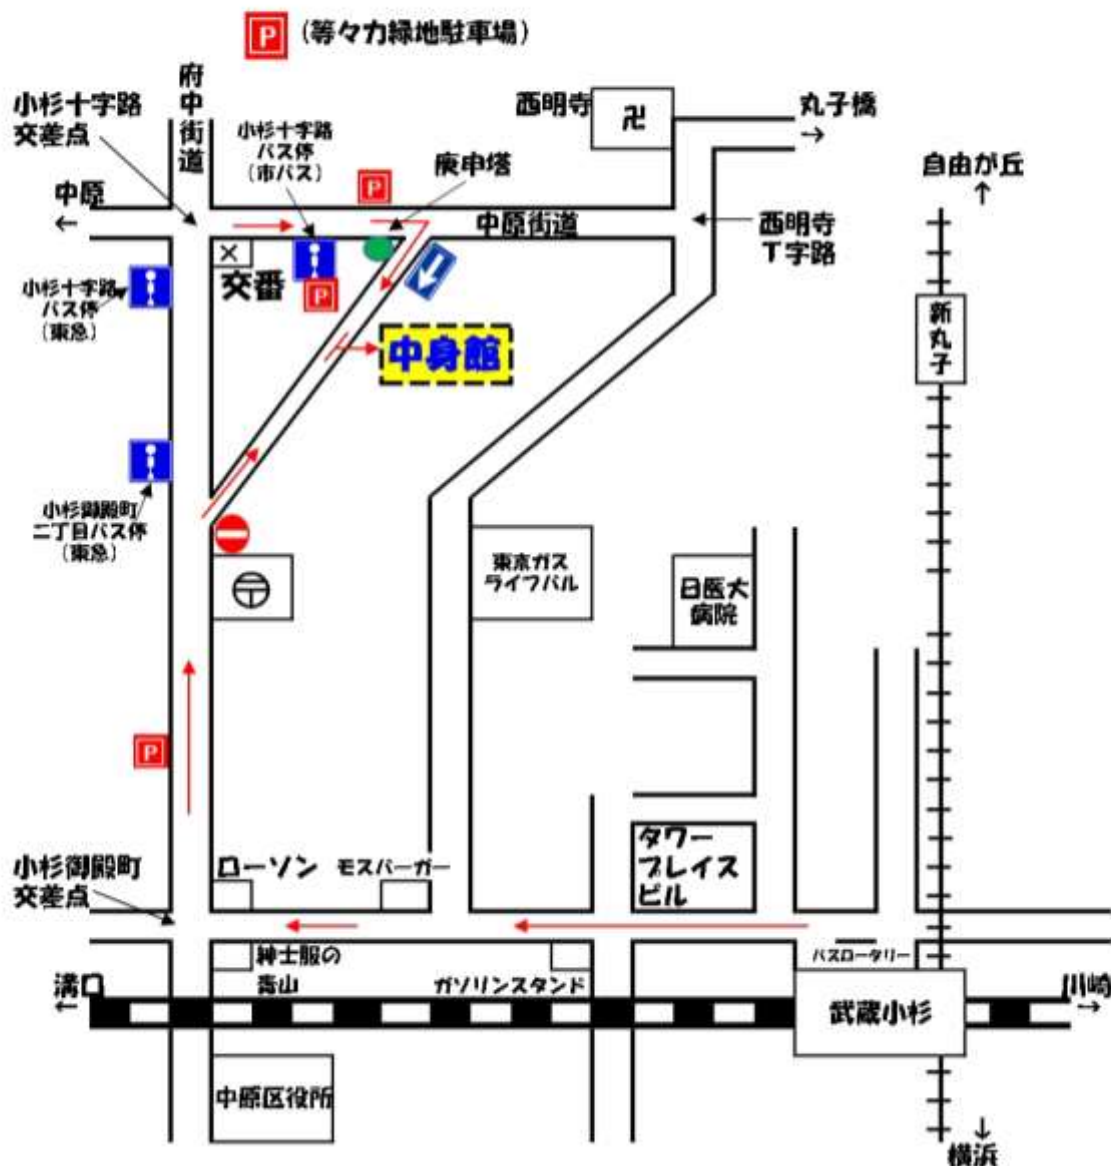 P (等々力緑地駐車場)
府中街道
小杉十字路
交差点
小杉十字路
バス停
(市バス)
西明寺
卍
丸子橋
→
P
庚申塔
自由が丘
↑
中原
←
中原街道
西明寺
T字路
交番
P
小杉十字路
バス停
(東急)
新丸子
中身館
小杉御殿町
二丁目バス停
(東急)
東京ガス
ライフバル
日医大
病院
〒
P
タワー
プレイス
ビル
小杉御殿町
交差点
ローソン
モスバーガー
紳士服の
青山
ガソリンスタンド
バスロータリー
溝口
←
武蔵小杉
川崎
→
中原区役所
↓
横浜